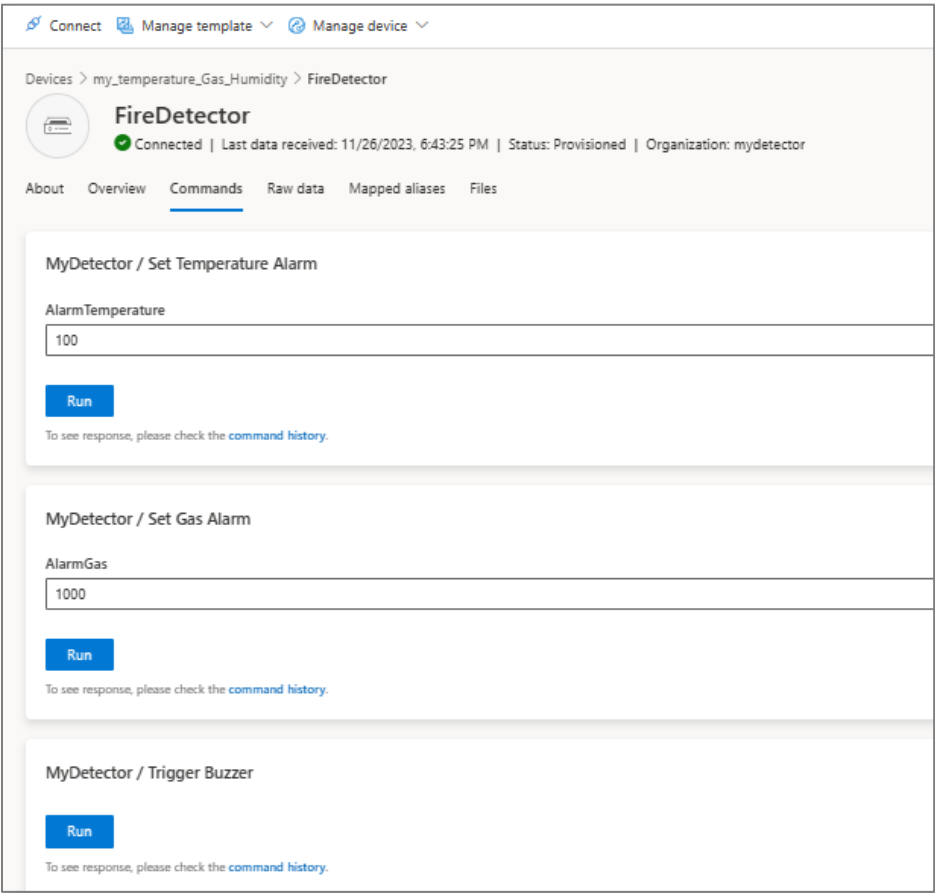 Connect Manage template Manage device
Devices > my_temperature_Gas_Humidity > FireDetector
FireDetector
Connected | Last data received: 11/26/2023, 6:43:25 PM | Status: Provisioned | Organization: mydetector
About Overview Commands Raw data Mapped aliases Files
MyDetector / Set Temperature Alarm
AlarmTemperature
100
Run
To see response, please check the command history.
MyDetector / Set Gas Alarm
AlarmGas
1000
Run
To see response, please check the command history.
MyDetector / Trigger Buzzer
Run
To see response, please check the command history.